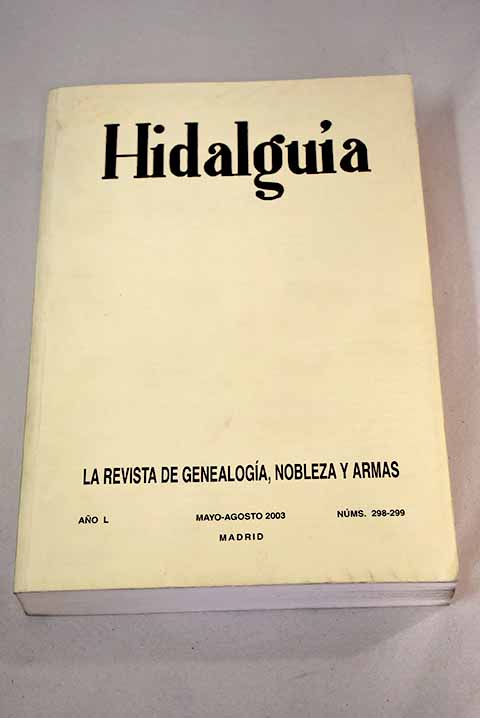 Hidalguía
LA REVISTA DE GENEALOGÍA, NOBLEZA Y ARMAS
AÑO L MAYO-AGOSTO 2003 NÚMS. 298-299
MADRID